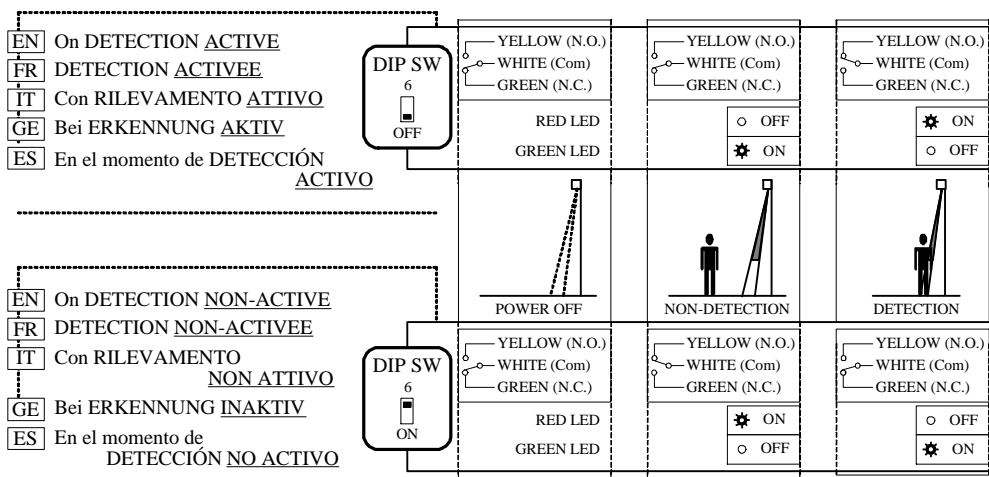 EN On DETECTION ACTIVE
FR DETECTION ACTIVEE
IT Con RILEVAMENTO ATTIVO
GE Bei ERKENNUNG AKTIV
ES En el momento de DETECCIÓN
ACTIVO
DIP SW
6
OFF
YELLOW (N.O.)
WHITE (Com)
GREEN (N.C.)
RED LED
GREEN LED
YELLOW (N.O.)
WHITE (Com)
GREEN (N.C.)
OFF
ON
YELLOW (N.O.)
WHITE (Com)
GREEN (N.C.)
ON
OFF
POWER OFF
NON-DETECTION
DETECTION
EN On DETECTION NON-ACTIVE
FR DETECTION NON-ACTIVEE
IT Con RILEVAMENTO
NON ATTIVO
GE Bei ERKENNUNG INAKTIV
ES En el momento de
DETECCIÓN NO ACTIVO
DIP SW
6
ON
YELLOW (N.O.)
WHITE (Com)
GREEN (N.C.)
RED LED
GREEN LED
YELLOW (N.O.)
WHITE (Com)
GREEN (N.C.)
ON
OFF
YELLOW (N.O.)
WHITE (Com)
GREEN (N.C.)
OFF
ON